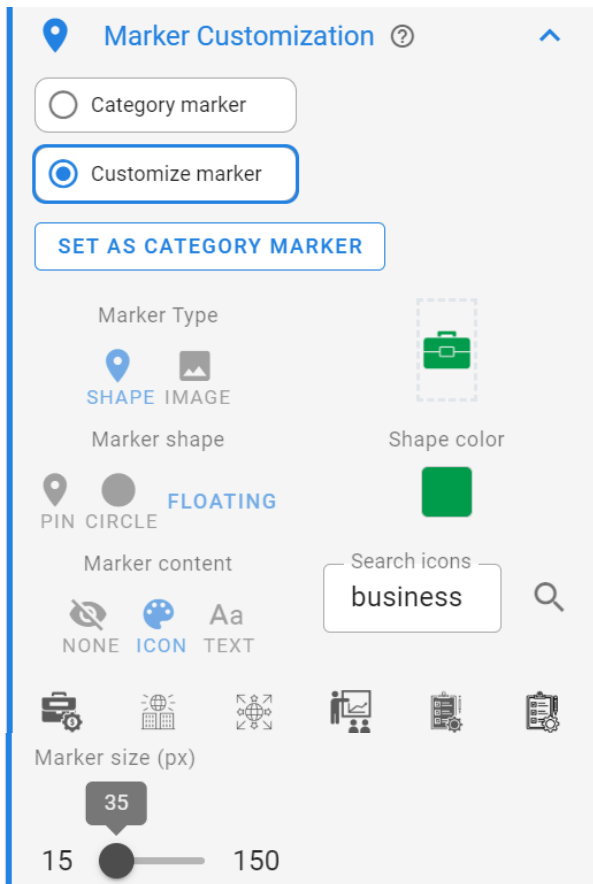 Marker Customization ?
Category marker
Customize marker
SET AS CATEGORY MARKER
Marker Type
SHAPE IMAGE
Marker shape Shape color
PIN CIRCLE FLOATING
Marker content Search icons
business
Aa
NONE ICON TEXT
Marker size (px)
35
15 150